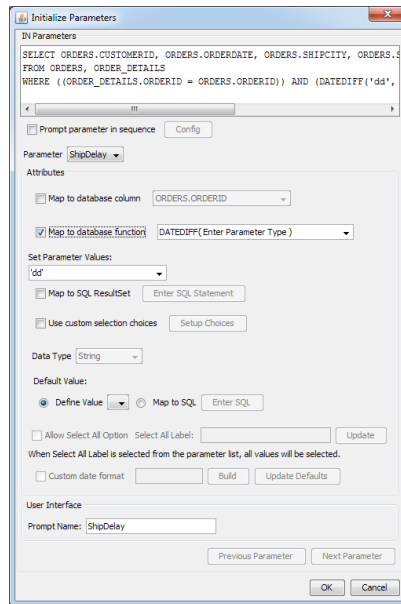 Initialize Parameters
IN Parameters
SELECT ORDERS.CUSTOMERID, ORDERS.ORDERDATE, ORDERS.SHIPCITY, ORDERS.S
FROM ORDERS, ORDER_DETAILS
WHERE ((ORDER_DETAILS.ORDERID = ORDERS.ORDERID)) AND (DATEDIFF('dd',
Prompt parameter in sequence Config
Parameter ShipDelay
Attributes
Map to database column ORDERS.ORDERID
Map to database function DATEDIFF( Enter Parameter Type )
Set Parameter Values:
'dd'
Map to SQL ResultSet Enter SQL Statement
Use custom selection choices Setup Choices
Data Type String
Default Value:
Define Value Map to SQL Enter SQL
Allow Select All Option Select All Label: Update
When Select All Label is selected from the parameter list, all values will be selected.
Custom date format Build Update Defaults
User Interface
Prompt Name: ShipDelay
Previous Parameter Next Parameter
OK Cancel